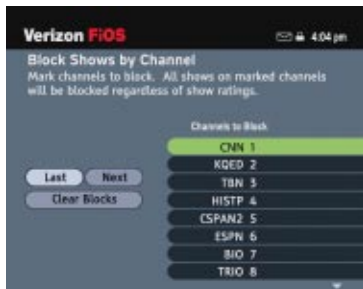 Verizon FiOS
4:04 pm
Block Shows by Channel
Mark channels to block. All shows on marked channels
will be blocked regardless of show ratings.
Channels to Block
CNN 1
KQED 2
Last Next
TBN 3
Clear Blocks
HISTP 4
CSPAN2 5
ESPN 6
BIO 7
TRIO 8